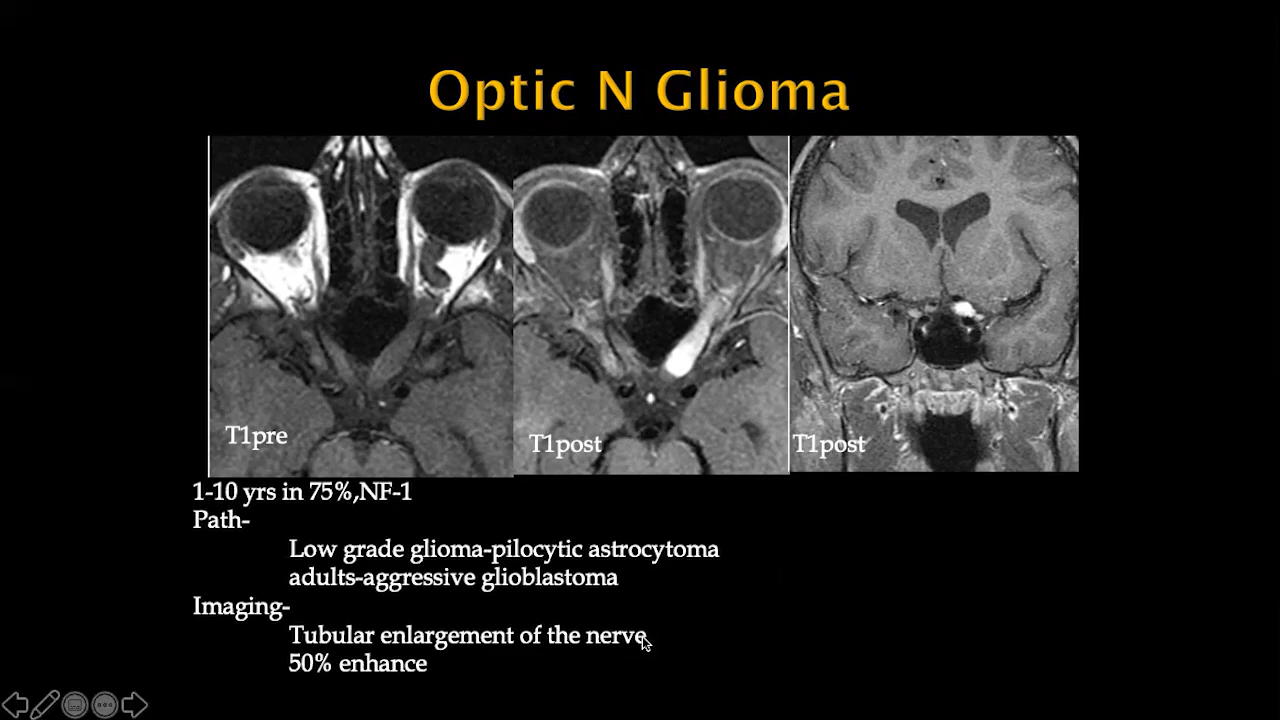 Optic N Glioma
T1pre
T1post
T1post
1-10 yrs in 75%,NF-1
Path-
Low grade glioma-pilocytic astrocytoma
adults-aggressive glioblastoma
Imaging-
Tubular enlargement of the nerve
50% enhance